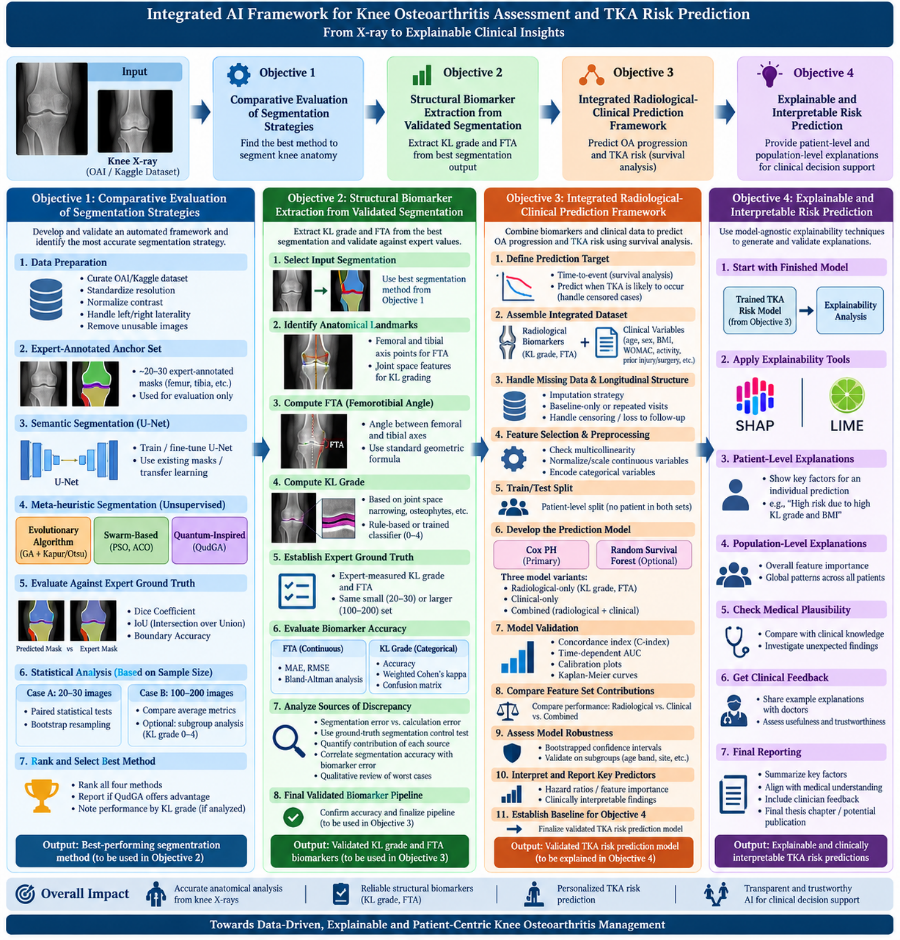 Integrated AI Framework for Knee Osteoarthritis Assessment and TKA Risk Prediction
From X-ray to Explainable Clinical Insights
Input
Knee X-ray
(OAI / Kaggle Dataset)
Objective 1
Comparative Evaluation
of Segmentation
Strategies
Find the best method to
segment knee anatomy
Objective 2
Structural Biomarker
Extraction from
Validated Segmentation
Extract KL grade and FTA
from best segmentation
output
Objective 3
Integrated Radiological-
Clinical Prediction
Framework
Predict OA progression
and TKA risk (survival
analysis)
Objective 4
Explainable and
Interpretable Risk
Prediction
Provide patient-level and
population-level explanations
for clinical decision support
Objective 1: Comparative Evaluation
of Segmentation Strategies
Develop and validate an automated framework and
identify the most accurate segmentation strategy.
1. Data Preparation
• Curate OAI/Kaggle dataset
• Standardize resolution
• Normalize contrast
• Handle left/right laterality
• Remove unusable images
2. Expert-Annotated Anchor Set
• ~20–30 expert-annotated
masks (femur, tibia, etc.)
• Used for evaluation only
3. Semantic Segmentation (U-Net)
U-Net
• Train / fine-tune U-Net
• Use existing masks /
transfer learning
4. Meta-heuristic Segmentation (Unsupervised)
Evolutionary
Algorithm
(GA + Kapur/Otsu)
Swarm-Based
(PSO, ACO)
Quantum-Inspired
(QudGA)
5. Evaluate Against Expert Ground Truth
Predicted Mask vs Expert Mask
• Dice Coefficient
• IoU (Intersection over Union)
• Boundary Accuracy
6. Statistical Analysis (Based on Sample Size)
Case A: 20–30 images
• Paired statistical tests
• Bootstrap resampling
Case B: 100–200 images
• Compare average metrics
• Optional: subgroup analysis
(KL grade 0–4)
7. Rank and Select Best Method
• Rank all four methods
• Report if QudGA offers advantage
• Note performance by KL grade (if analyzed)
Output: Best-performing segmentation
method (to be used in Objective 2)
Objective 2: Structural Biomarker
Extraction from Validated Segmentation
Extract KL grade and FTA from the best
segmentation and validate against expert values.
1. Select Input Segmentation
Use best segmentation
method from
Objective 1
2. Identify Anatomical Landmarks
• Femoral and tibial
axis points for FTA
• Joint space features
for KL grading
3. Compute FTA (Femorotibial Angle)
FTA
• Angle between femoral
and tibial axes
• Use standard geometric
formula
4. Compute KL Grade
• Based on joint space
narrowing, osteophytes, etc.
• Rule-based or trained
classifier (0–4)
5. Establish Expert Ground Truth
• Expert-measured KL grade
and FTA
• Same small (20–30) or larger
(100–200) set
6. Evaluate Biomarker Accuracy
FTA (Continuous)
• MAE, RMSE
• Bland-Altman analysis
KL Grade (Categorical)
• Accuracy
• Weighted Cohen's kappa
• Confusion matrix
7. Analyze Sources of Discrepancy
• Segmentation error vs. calculation error
• Use ground-truth segmentation control test
• Quantify contribution of each source
• Correlate segmentation accuracy with
biomarker error
• Qualitative review of worst cases
8. Final Validated Biomarker Pipeline
Confirm accuracy and finalize pipeline
(to be used in Objective 3)
Output: Validated KL grade and FTA
biomarkers (to be used in Objective 3)
Objective 3: Integrated Radiological-
Clinical Prediction Framework
Combine biomarkers and clinical data to predict
OA progression and TKA risk using survival analysis.
1. Define Prediction Target
• Time-to-event (survival analysis)
• Predict when TKA is likely to occur
(handle censored cases)
2. Assemble Integrated Dataset
Radiological
Biomarkers
(KL grade, FTA)
+
Clinical Variables
(age, sex, BMI,
WOMAC, activity,
prior injury/surgery, etc.)
3. Handle Missing Data & Longitudinal Structure
• Imputation strategy
• Baseline-only or repeated visits
• Handle censoring / loss to follow-up
4. Feature Selection & Preprocessing
• Check multicollinearity
• Normalize/scale continuous variables
• Encode categorical variables
5. Train/Test Split
Patient-level split (no patient in both sets)
6. Develop the Prediction Model
Cox PH
(Primary)
Random Survival
Forest (Optional)
Three model variants:
• Radiological-only (KL grade, FTA)
• Clinical-only
• Combined (radiological + clinical)
7. Model Validation
• Concordance index (C-index)
• Time-dependent AUC
• Calibration plots
• Kaplan-Meier curves
8. Compare Feature Set Contributions
Compare performance: Radiological vs. Clinical
vs. Combined
9. Assess Model Robustness
• Bootstrapped confidence intervals
• Validate on subgroups (age band, site, etc.)
10. Interpret and Report Key Predictors
• Hazard ratios / feature importance
• Clinically interpretable findings
11. Establish Baseline for Objective 4
Finalize validated TKA risk prediction model
Output: Validated TKA risk prediction model
(to be explained in Objective 4)
Objective 4: Explainable and
Interpretable Risk Prediction
Use model-agnostic explainability techniques
to generate and validate explanations.
1. Start with Finished Model
Trained TKA
Risk Model
(from Objective 3)
Explainability
Analysis
2. Apply Explainability Tools
SHAP
LIME
3. Patient-Level Explanations
• Show key factors for
an individual prediction
• e.g., "High risk due to high
KL grade and BMI"
4. Population-Level Explanations
• Overall feature importance
• Global patterns across all patients
5. Check Medical Plausibility
• Compare with clinical knowledge
• Investigate unexpected findings
6. Get Clinical Feedback
• Share example explanations
with doctors
• Assess usefulness and trustworthiness
7. Final Reporting
• Summarize key factors
• Align with medical understanding
• Include clinician feedback
• Final thesis chapter / potential
publication
Output: Explainable and clinically
interpretable TKA risk predictions
Overall Impact
Accurate anatomical analysis
from knee X-rays
Reliable structural biomarkers
(KL grade, FTA)
Personalized TKA risk
prediction
Transparent and trustworthy
AI for clinical decision support
Towards Data-Driven, Explainable and Patient-Centric Knee Osteoarthritis Management